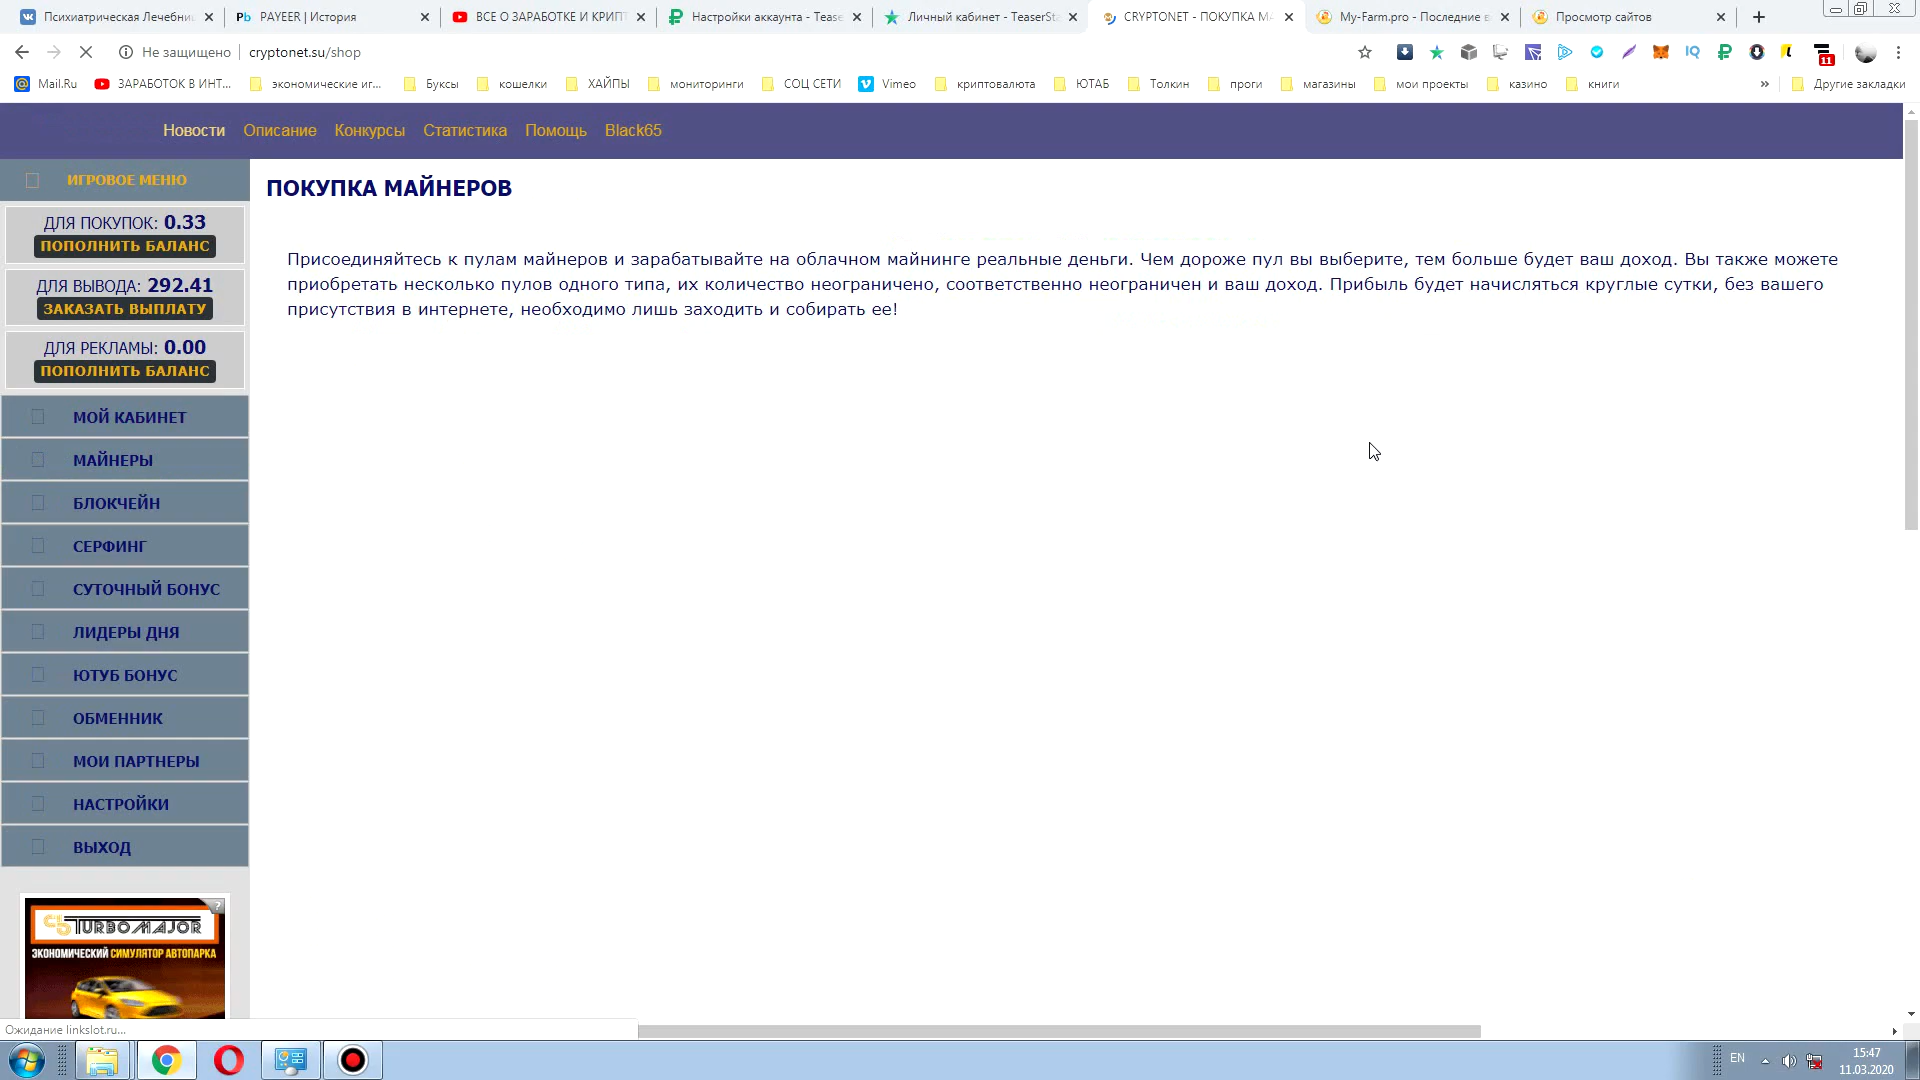 Психиатрическая Лечебни
PAYEER | История
ВСЕ О ЗАРАБОТКЕ И КРИПТ
Настройки аккаунта - Tease
Личный кабинет - TeaserSta
CRYPTONET - ПОКУПКА МА
My-Farm.pro - Последние в
Просмотр сайтов
Не защищено
cryptonet.su/shop
11
Mail.Ru
ЗАРАБОТОК В ИНТ...
экономические иг...
Буксы
кошелки
ХАЙПЫ
мониторинги
СОЦ СЕТИ
Vimeo
криптовалюта
ЮТАБ
Толкин
проги
магазины
мои проекты
казино
книги
»
Другие закладки
Новости Описание Конкурсы Статистика Помощь Black65
ИГРОВОЕ МЕНЮ
ДЛЯ ПОКУПОК: 0.33
ПОПОЛНИТЬ БАЛАНС
ДЛЯ ВЫВОДА: 292.41
ЗАКАЗАТЬ ВЫПЛАТУ
ДЛЯ РЕКЛАМЫ: 0.00
ПОПОЛНИТЬ БАЛАНС
МОЙ КАБИНЕТ
МАЙНЕРЫ
БЛОКЧЕЙН
СЕРФИНГ
СУТОЧНЫЙ БОНУС
ЛИДЕРЫ ДНЯ
ЮТУБ БОНУС
ОБМЕННИК
МОИ ПАРТНЕРЫ
НАСТРОЙКИ
ВЫХОД
TURBOMAJOR
ЭКОНОМИЧЕСКИЙ СИМУЛЯТОР АВТОПАРКА
ПОКУПКА МАЙНЕРОВ
Присоединяйтесь к пулам майнеров и зарабатывайте на облачном майнинге реальные деньги. Чем дороже пул вы выберите, тем больше будет ваш доход. Вы также можете
приобретать несколько пулов одного типа, их количество неограничено, соответственно неограничен и ваш доход. Прибыль будет начисляться круглые сутки, без вашего
присутствия в интернете, необходимо лишь заходить и собирать ее!
Ожидание linkslot.ru...
EN
15:47
11.03.2020